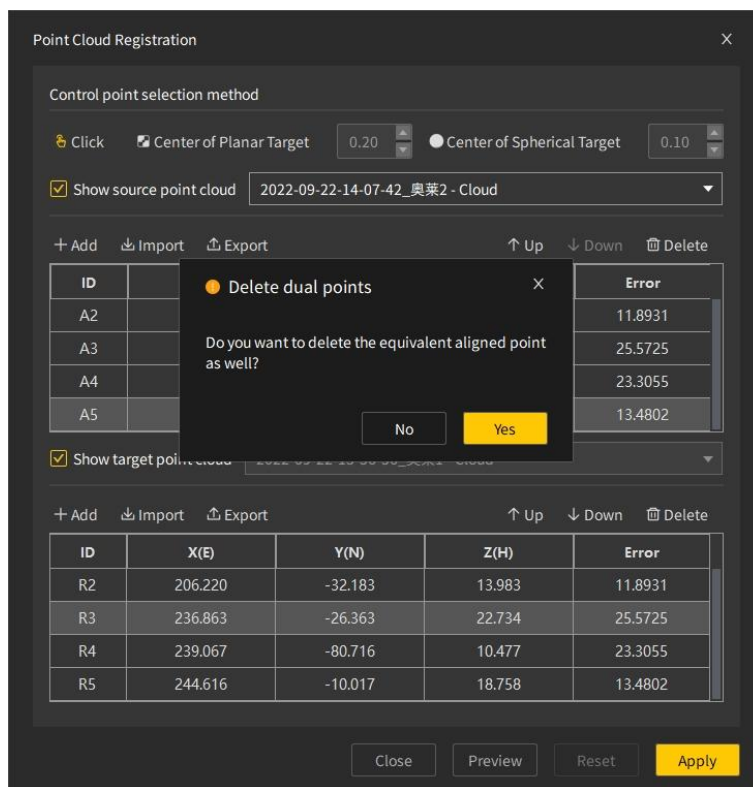 Point Cloud Registration
Control point selection method
Click Center of Planar Target 0.20 Center of Spherical Target 0.10
Show source point cloud 2022-09-22-14-07-42_奥莱2 - Cloud
Add Import Export Up Down Delete
ID Error
A2 11.8931
A3 25.5725
A4 23.3055
A5 13.4802
Delete dual points
Do you want to delete the equivalent aligned point
as well?
No Yes
Show target point cloud
Add Import Export Up Down Delete
ID X(E) Y(N) Z(H) Error
R2 206.220 -32.183 13.983 11.8931
R3 236.863 -26.363 22.734 25.5725
R4 239.067 -80.716 10.477 23.3055
R5 244.616 -10.017 18.758 13.4802
Close Preview Reset Apply